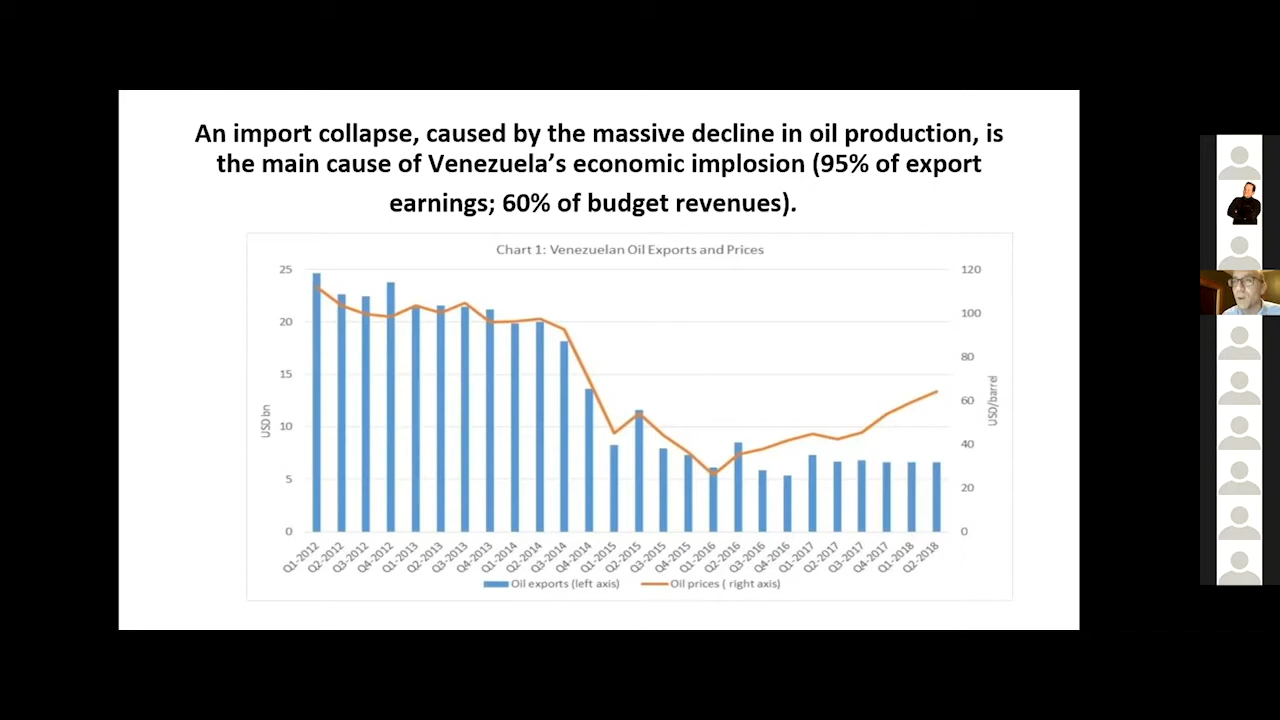 An import collapse, caused by the massive decline in oil production, is
the main cause of Venezuela’s economic implosion (95% of export
earnings; 60% of budget revenues).
Chart 1: Venezuelan Oil Exports and Prices
25
20
15
10
5
0
USD bn
120
100
80
60
40
20
0
USD/barrel
Q1-2012
Q2-2012
Q3-2012
Q4-2012
Q1-2013
Q2-2013
Q3-2013
Q4-2013
Q1-2014
Q2-2014
Q3-2014
Q4-2014
Q1-2015
Q2-2015
Q3-2015
Q4-2015
Q1-2016
Q2-2016
Q3-2016
Q4-2016
Q1-2017
Q2-2017
Q3-2017
Q4-2017
Q1-2018
Q2-2018
Oil exports (left axis)
Oil prices ( right axis)